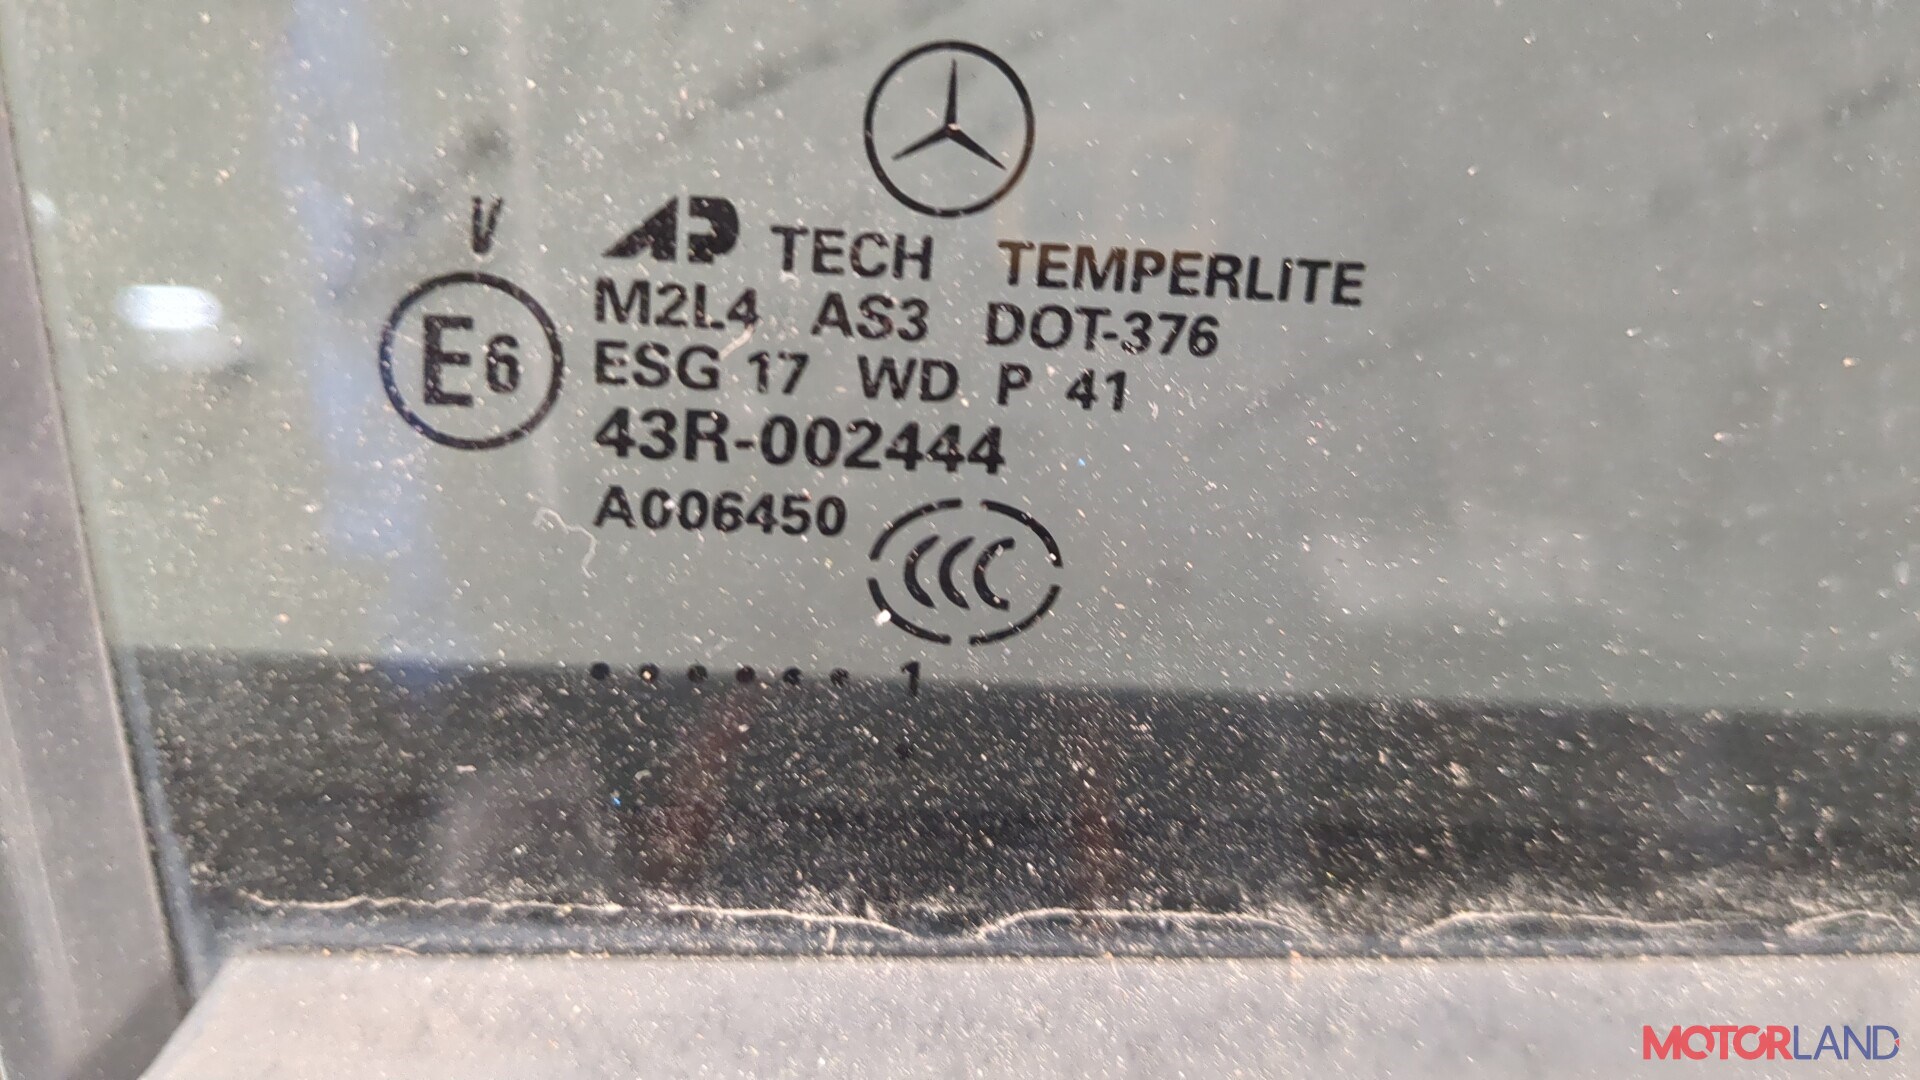 V
AP TECH TEMPERLITE
M2L4 AS3 DOT-376
E6
ESG 17 WD P 41
43R-002444
A006450
CCC
. . . . . . 1
MOTORLAND